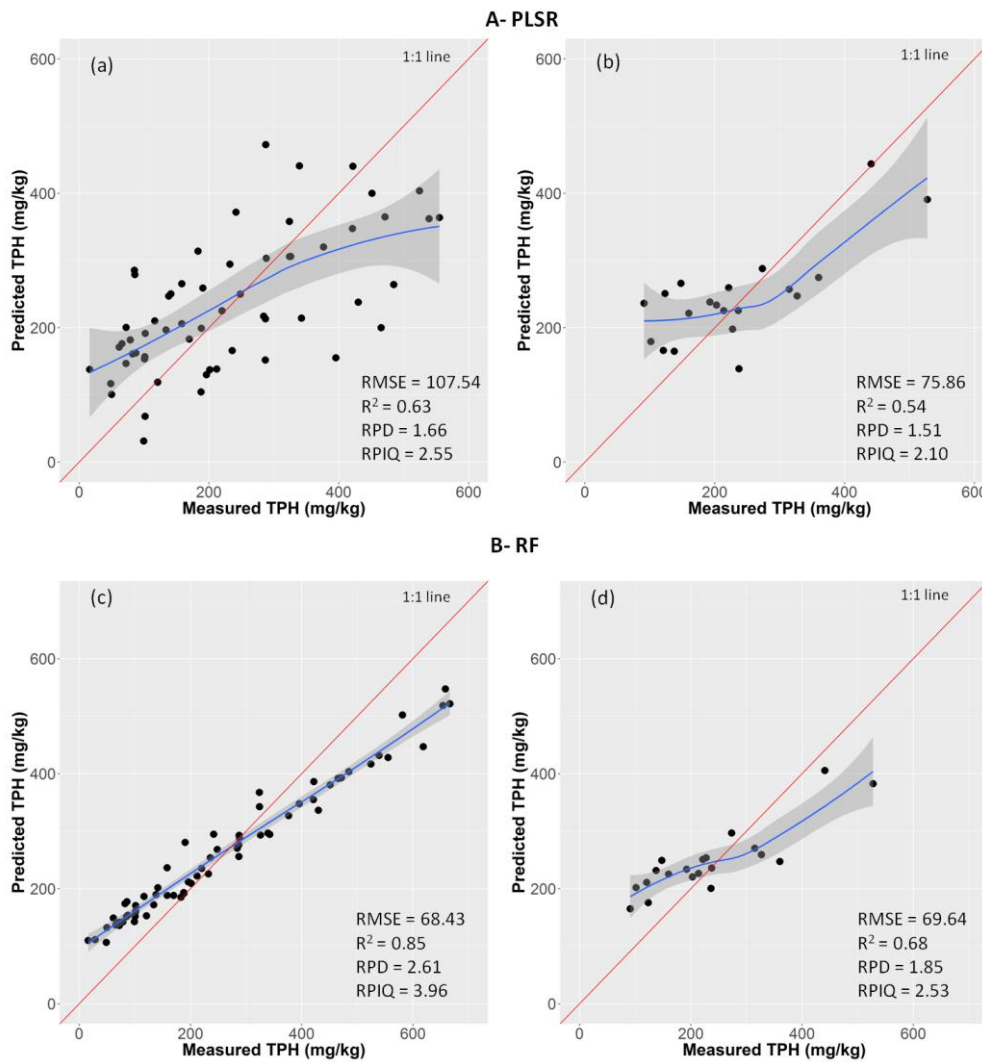 A- PLSR
(a)
1:1 line
600
400
200
0
Predicted TPH (mg/kg)
RMSE = 107.54
R² = 0.63
RPD = 1.66
RPIQ = 2.55
0 200 400 600
Measured TPH (mg/kg)
(b)
1:1 line
600
400
200
0
Predicted TPH (mg/kg)
RMSE = 75.86
R² = 0.54
RPD = 1.51
RPIQ = 2.10
0 200 400 600
Measured TPH (mg/kg)
B- RF
(c)
1:1 line
600
400
200
0
Predicted TPH (mg/kg)
RMSE = 68.43
R² = 0.85
RPD = 2.61
RPIQ = 3.96
0 200 400 600
Measured TPH (mg/kg)
(d)
1:1 line
600
400
200
0
Predicted TPH (mg/kg)
RMSE = 69.64
R² = 0.68
RPD = 1.85
RPIQ = 2.53
0 200 400 600
Measured TPH (mg/kg)